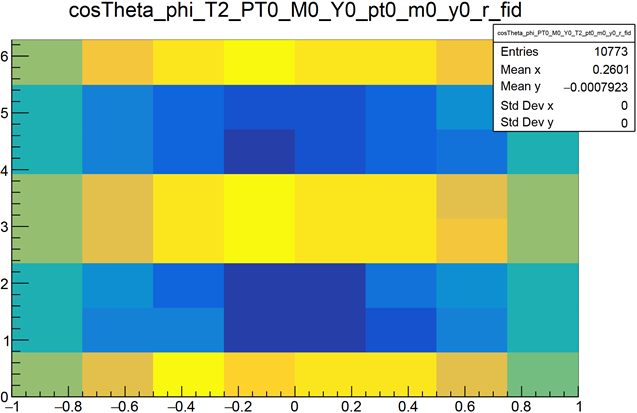 cosTheta_phi_T2_PT0_M0_Y0_pt0_m0_y0_r_fid
cosTheta_phi_PT0_M0_Y0_T2_pt0_m0_y0_r_fid
Entries 10773
Mean x 0.2601
Mean y −0.0007923
Std Dev x 0
Std Dev y 0
6
5
4
3
2
1
0
−1 −0.8 −0.6 −0.4 −0.2 0 0.2 0.4 0.6 0.8 1